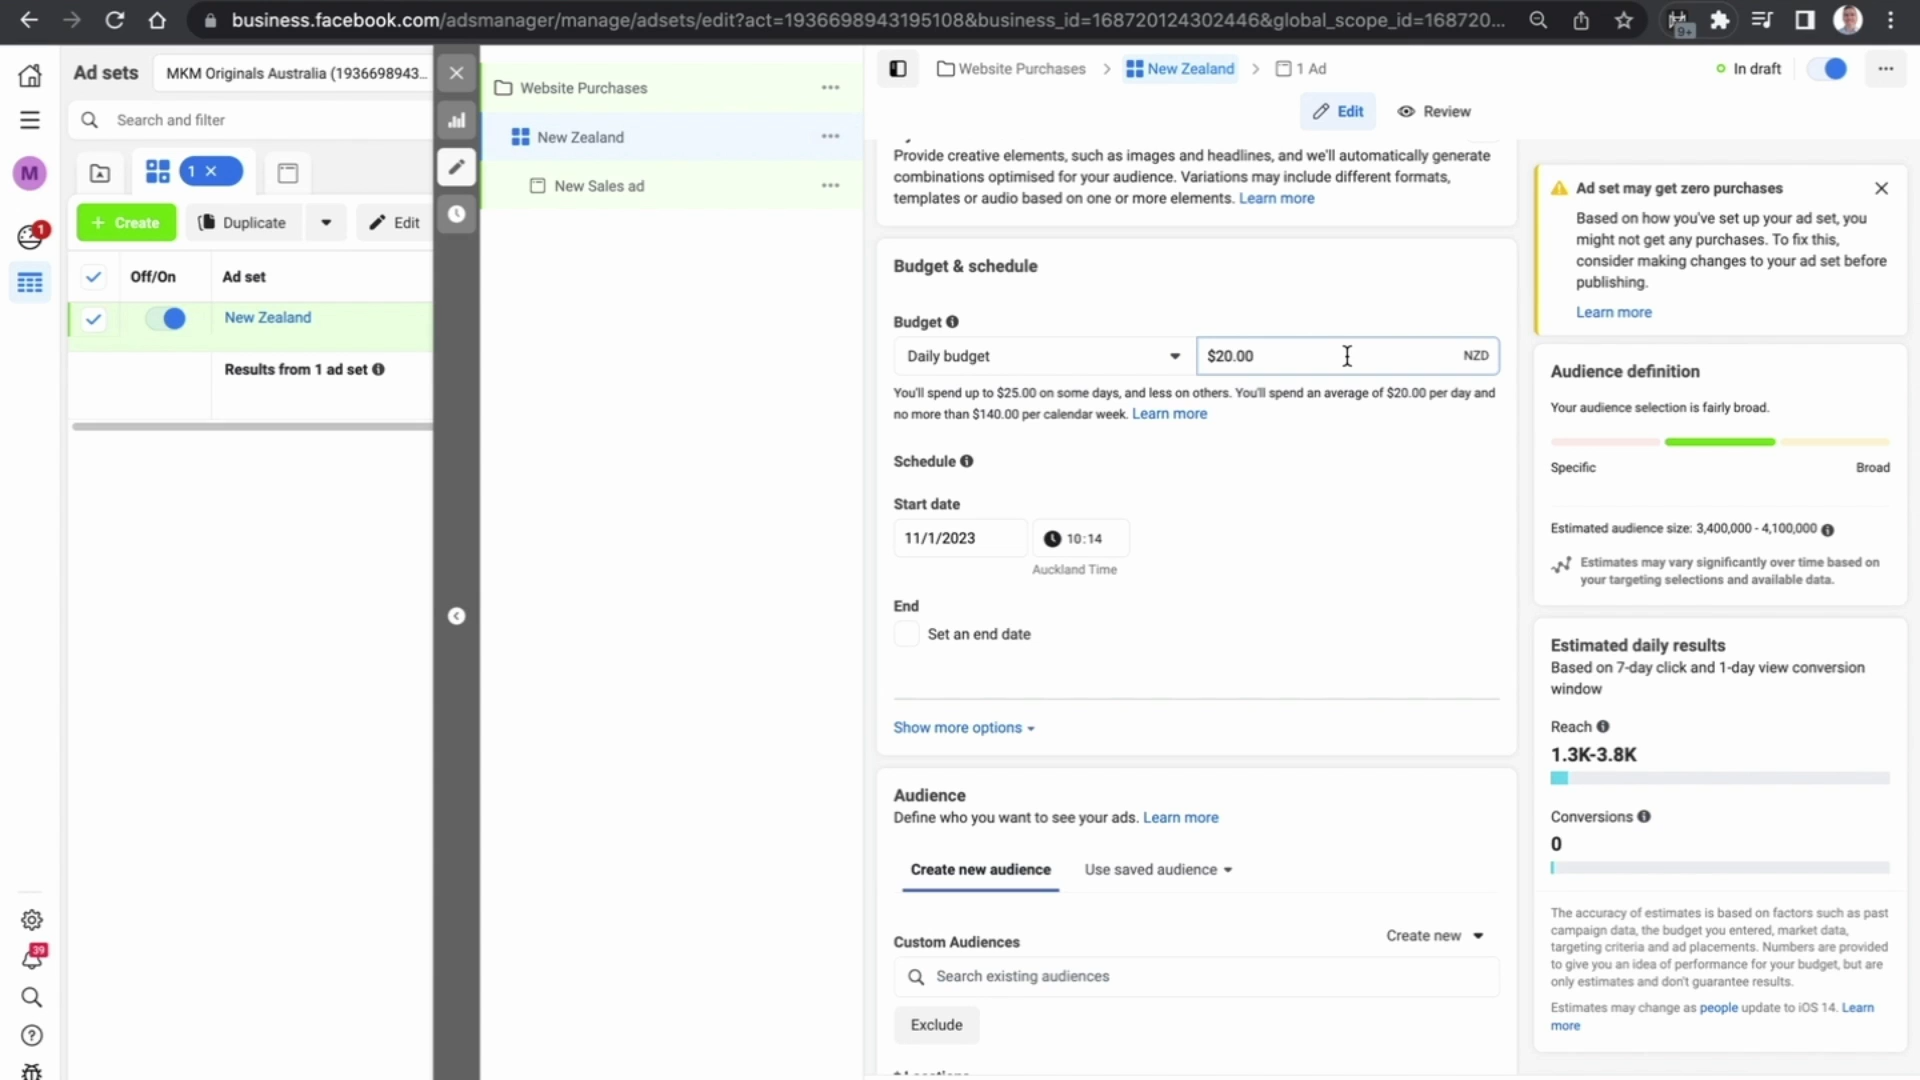 business.facebook.com/adsmanager/manage/adsets/edit?act=1936698943195108&business_id=168720124302446&global_scope_id=168720...
9+
Ad sets
MKM Originals Australia (1936698943...
Search and filter
M
1 ×
1
+ Create
Duplicate
Edit
Off/On
Ad set
New Zealand
Results from 1 ad set
39
Website Purchases
New Zealand
New Sales ad
Website Purchases > New Zealand > 1 Ad
In draft
Edit
Review
Provide creative elements, such as images and headlines, and we'll automatically generate
combinations optimised for your audience. Variations may include different formats,
templates or audio based on one or more elements. Learn more
Budget & schedule
Budget
Daily budget
$20.00
NZD
You'll spend up to $25.00 on some days, and less on others. You'll spend an average of $20.00 per day and
no more than $140.00 per calendar week. Learn more
Schedule
Start date
11/1/2023
10:14
Auckland Time
End
Set an end date
Show more options
Audience
Define who you want to see your ads. Learn more
Create new audience
Use saved audience
Custom Audiences
Create new
Search existing audiences
Exclude
Ad set may get zero purchases
Based on how you've set up your ad set, you
might not get any purchases. To fix this,
consider making changes to your ad set before
publishing.
Learn more
Audience definition
Your audience selection is fairly broad.
Specific
Broad
Estimated audience size: 3,400,000 - 4,100,000
Estimates may vary significantly over time based on
your targeting selections and available data.
Estimated daily results
Based on 7-day click and 1-day view conversion
window
Reach
1.3K-3.8K
Conversions
0
The accuracy of estimates is based on factors such as past
campaign data, the budget you entered, market data,
targeting criteria and ad placements. Numbers are provided
to give you an idea of performance for your budget, but are
only estimates and don't guarantee results.
Estimates may change as people update to iOS 14. Learn
more